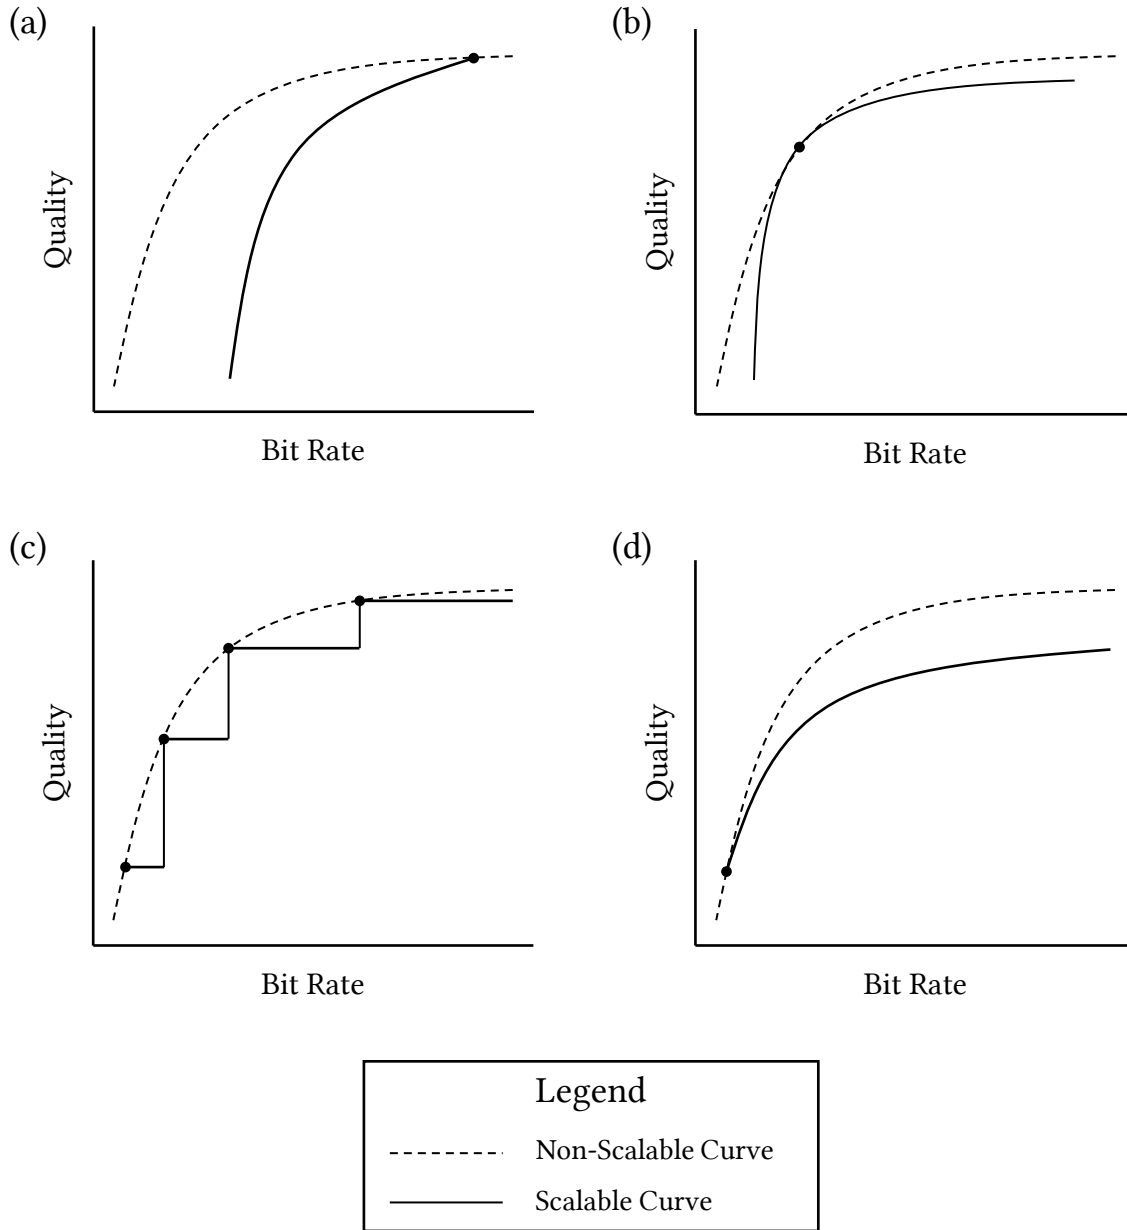 (a)
Quality
Bit Rate
(b)
Quality
Bit Rate
(c)
Quality
Bit Rate
(d)
Quality
Bit Rate
Legend
Non-Scalable Curve
Scalable Curve